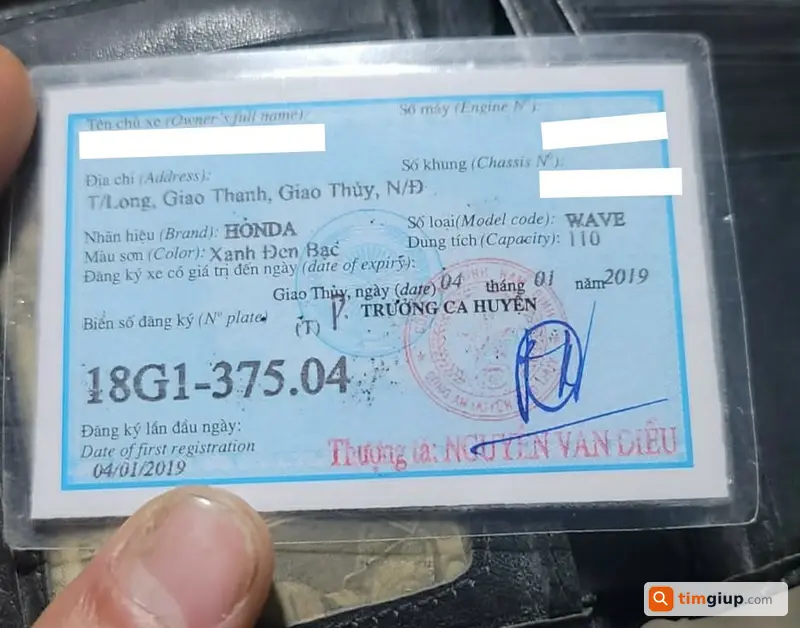 Tên chủ xe (Owner's full name):
Số máy (Engine N°):
Địa chỉ (Address):
Số khung (Chassis N°):
T/Long, Giao Thanh, Giao Thủy, N/Đ
Nhãn hiệu (Brand): HONDA
Số loại(Model code): WAVE
Màu sơn (Color): Xanh Đen Bạc
Dung tích (Capacity): 110
Đăng ký xe có giá trị đến ngày (date of expiry):
Giao Thủy, ngày (date) 04 tháng 01 năm 2019
Biển số đăng ký (N° plate)
(T) P. TRƯỞNG CA HUYỆN
18G1-375.04
Đăng ký lần đầu ngày:
Date of first registration
04/01/2019
Thượng tá: NGUYỄN VĂN DIỆU
timgiup.com